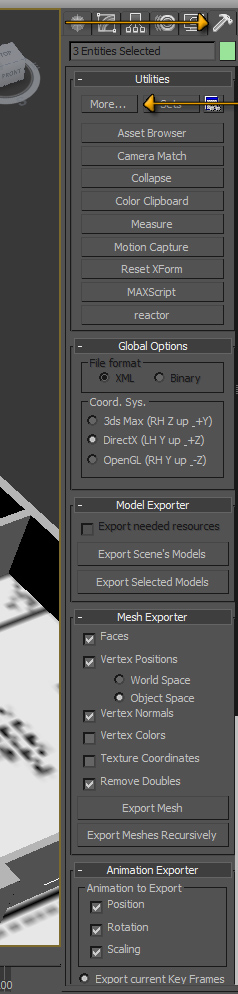 TOP
FRONT
3 Entities Selected
- Utilities
More... Sets
Asset Browser
Camera Match
Collapse
Color Clipboard
Measure
Motion Capture
Reset XForm
MAXScript
reactor
- Global Options
File format
XML Binary
Coord. Sys.
3ds Max (RH Z up _+Y)
DirectX (LH Y up _+Z)
OpenGL (RH Y up _-Z)
- Model Exporter
Export needed resources
Export Scene's Models
Export Selected Models
- Mesh Exporter
Faces
Vertex Positions
World Space
Object Space
Vertex Normals
Vertex Colors
Texture Coordinates
Remove Doubles
Export Mesh
Export Meshes Recursively
- Animation Exporter
Animation to Export
Position
Rotation
Scaling
Export current Key Frames